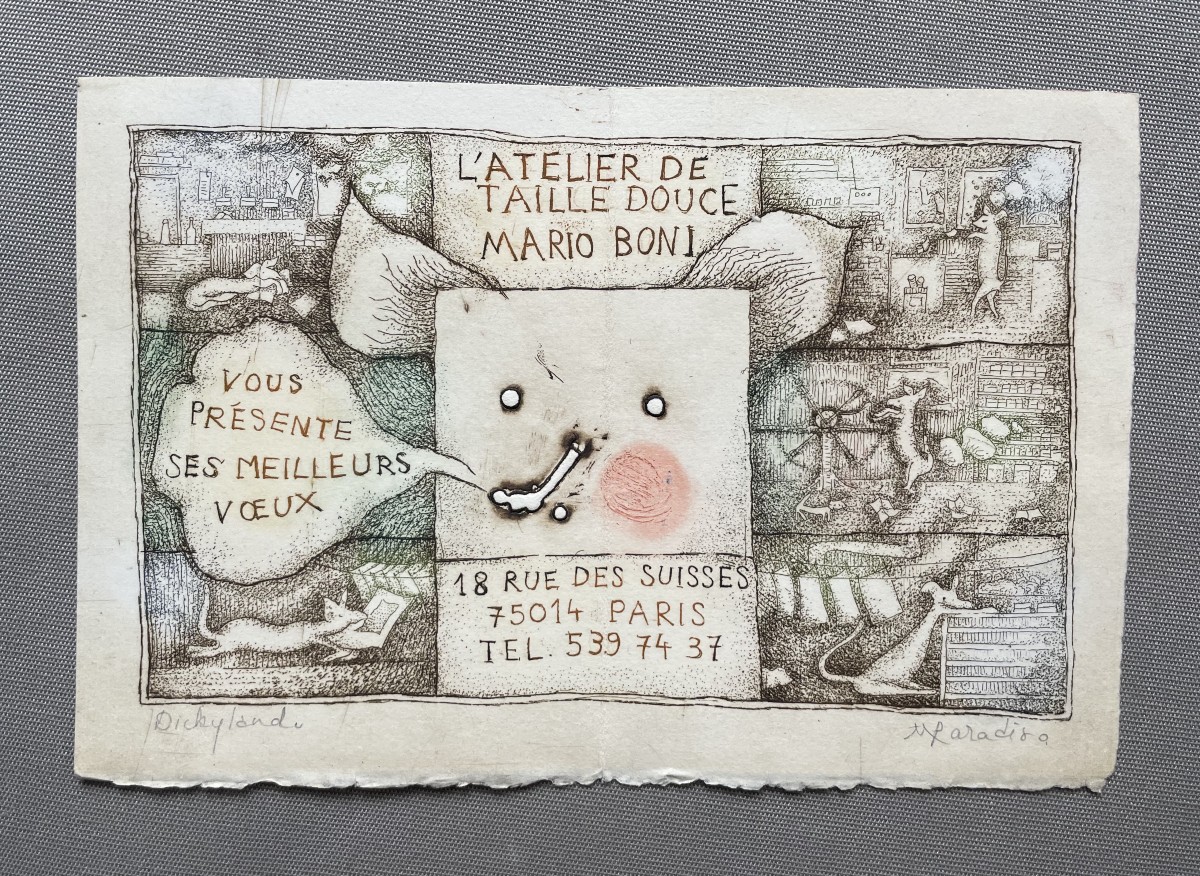 L'ATELIER DE
TAILLE DOUCE
MARIO BONI
VOUS
PRÉSENTE
SES MEILLEURS
VŒUX
18 RUE DES SUISSES
75014 PARIS
TEL. 539 74 37
Dickyland.